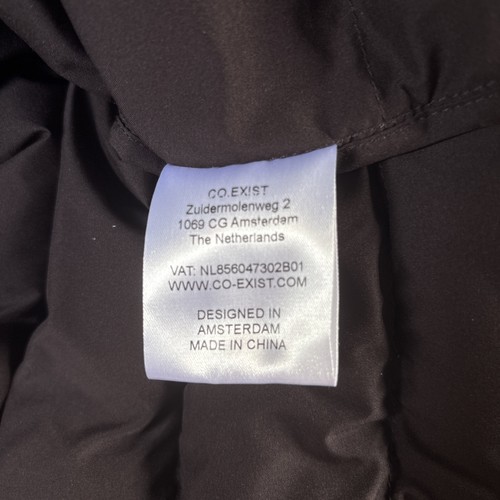 CO.EXIST
Zuidermolenweg 2
1069 CG Amsterdam
The Netherlands
VAT: NL856047302B01
WWW.CO-EXIST.COM
DESIGNED IN
AMSTERDAM
MADE IN CHINA